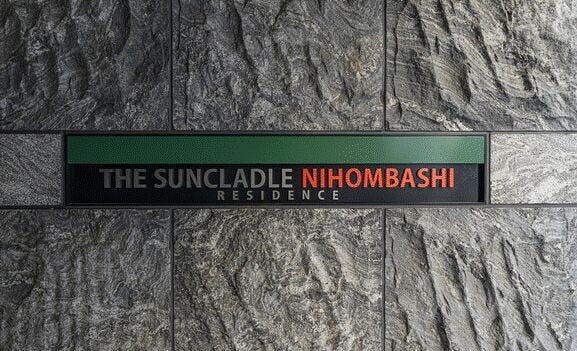 THE SUNCLADLE NIHOMBASHI
RESIDENCE